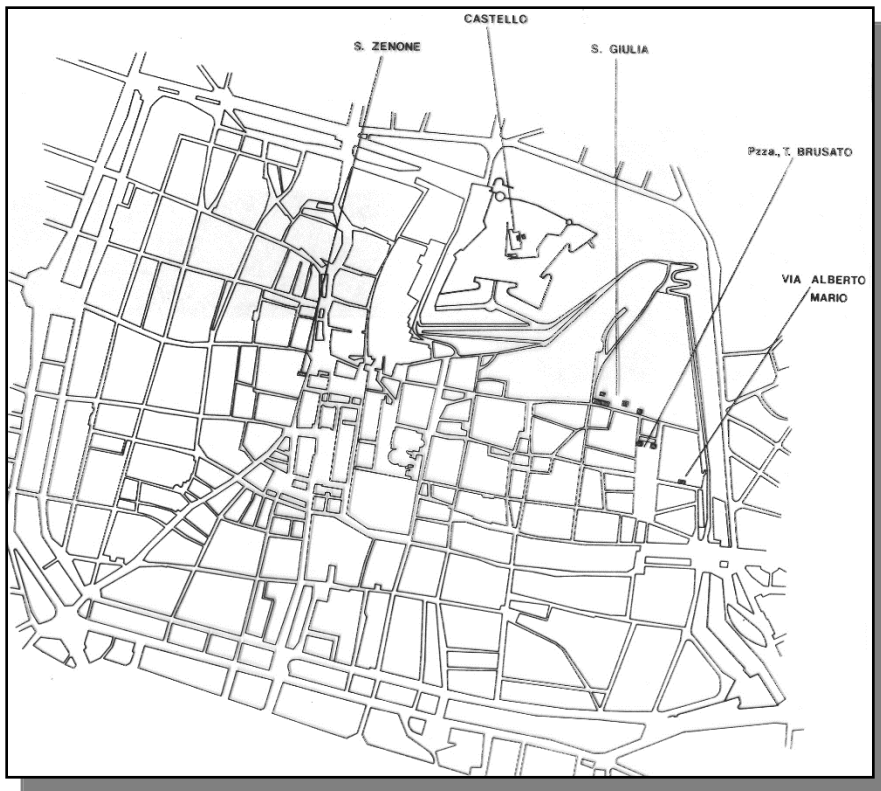 CASTELLO
S. ZENONE
S. GIULIA
Pzza., T. BRUSATO
VIA ALBERTO
MARIO